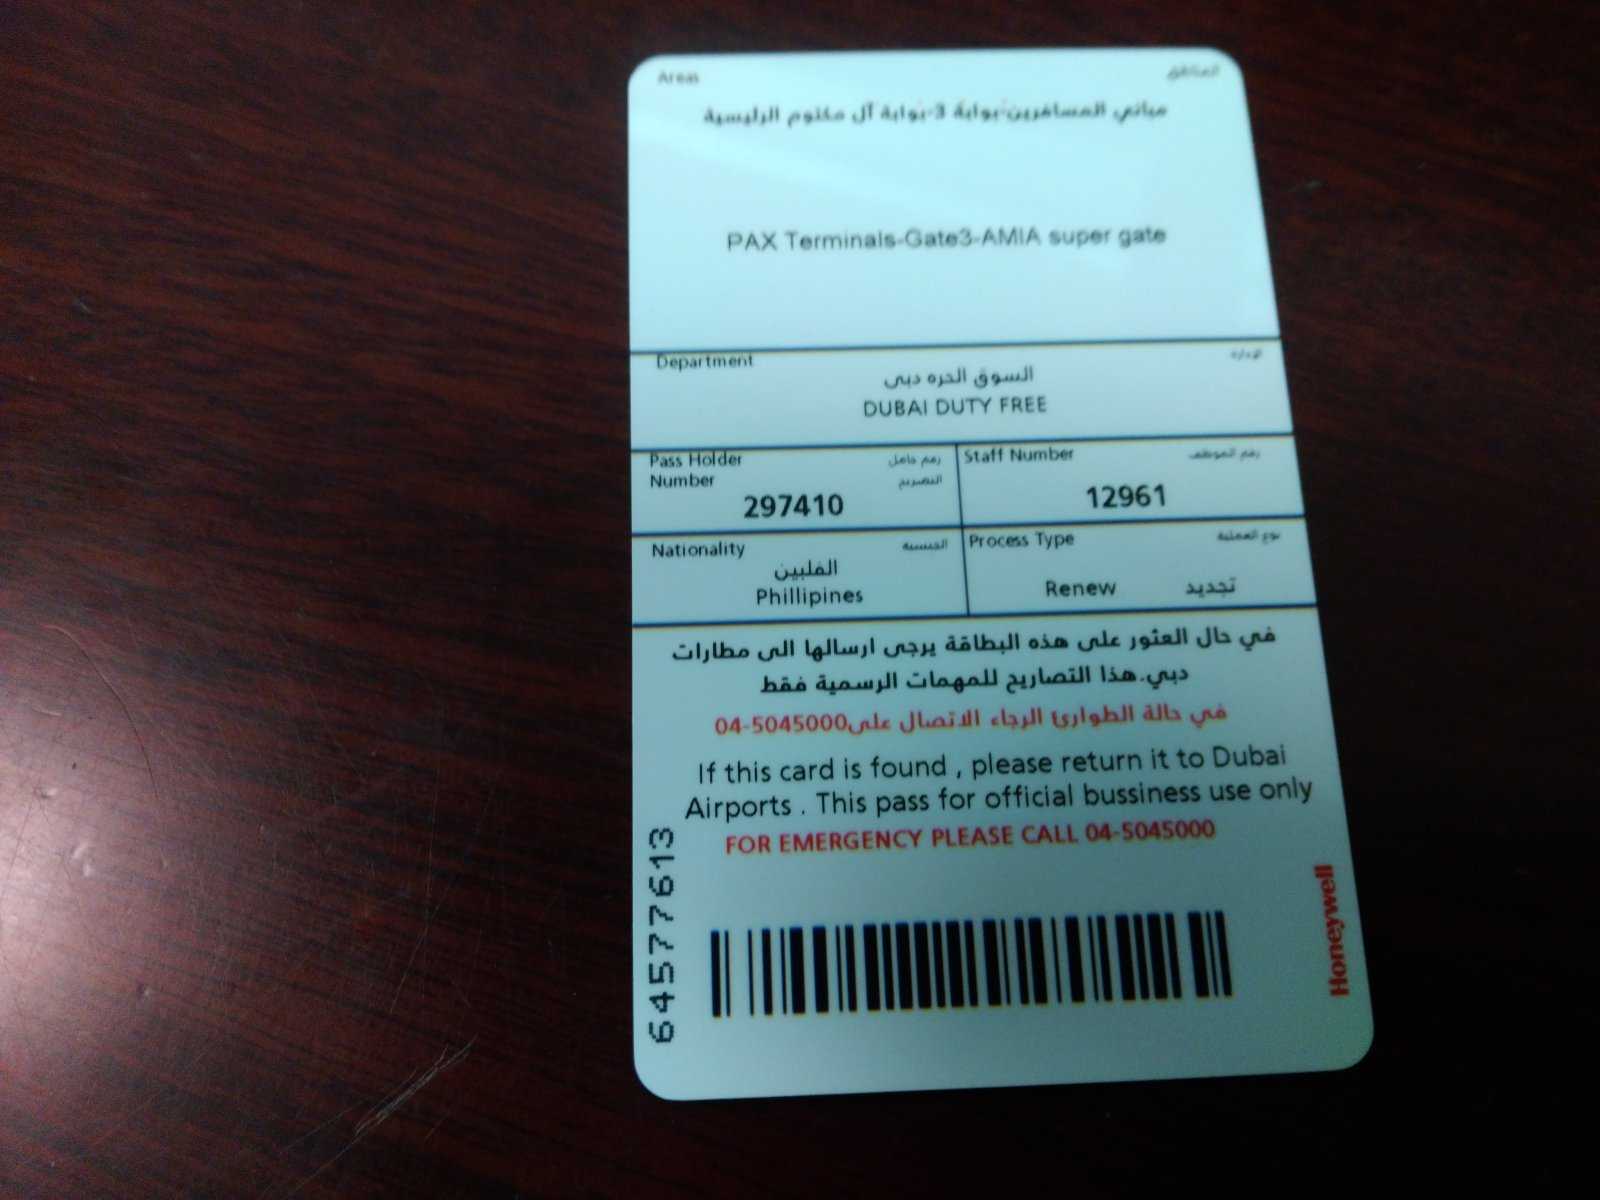 Areas المناطق
مباني المسافرين-بوابة 3-بوابة آل مكتوم الرئيسية
PAX Terminals-Gate3-AMIA super gate
Department الإدارة
السوق الحره دبى
DUBAI DUTY FREE
Pass Holder رقم حامل
Number التصريح
297410
Staff Number رقم الموظف
12961
Nationality الجنسية
الفلبين
Phillipines
Process Type نوع العملية
Renew تجديد
في حال العثور على هذه البطاقة يرجى ارسالها الى مطارات
دبي.هذا التصاريح للمهمات الرسمية فقط
في حالة الطوارئ الرجاء الاتصال على04-5045000
If this card is found , please return it to Dubai
Airports . This pass for official bussiness use only
FOR EMERGENCY PLEASE CALL 04-5045000
64577613
Honeywell